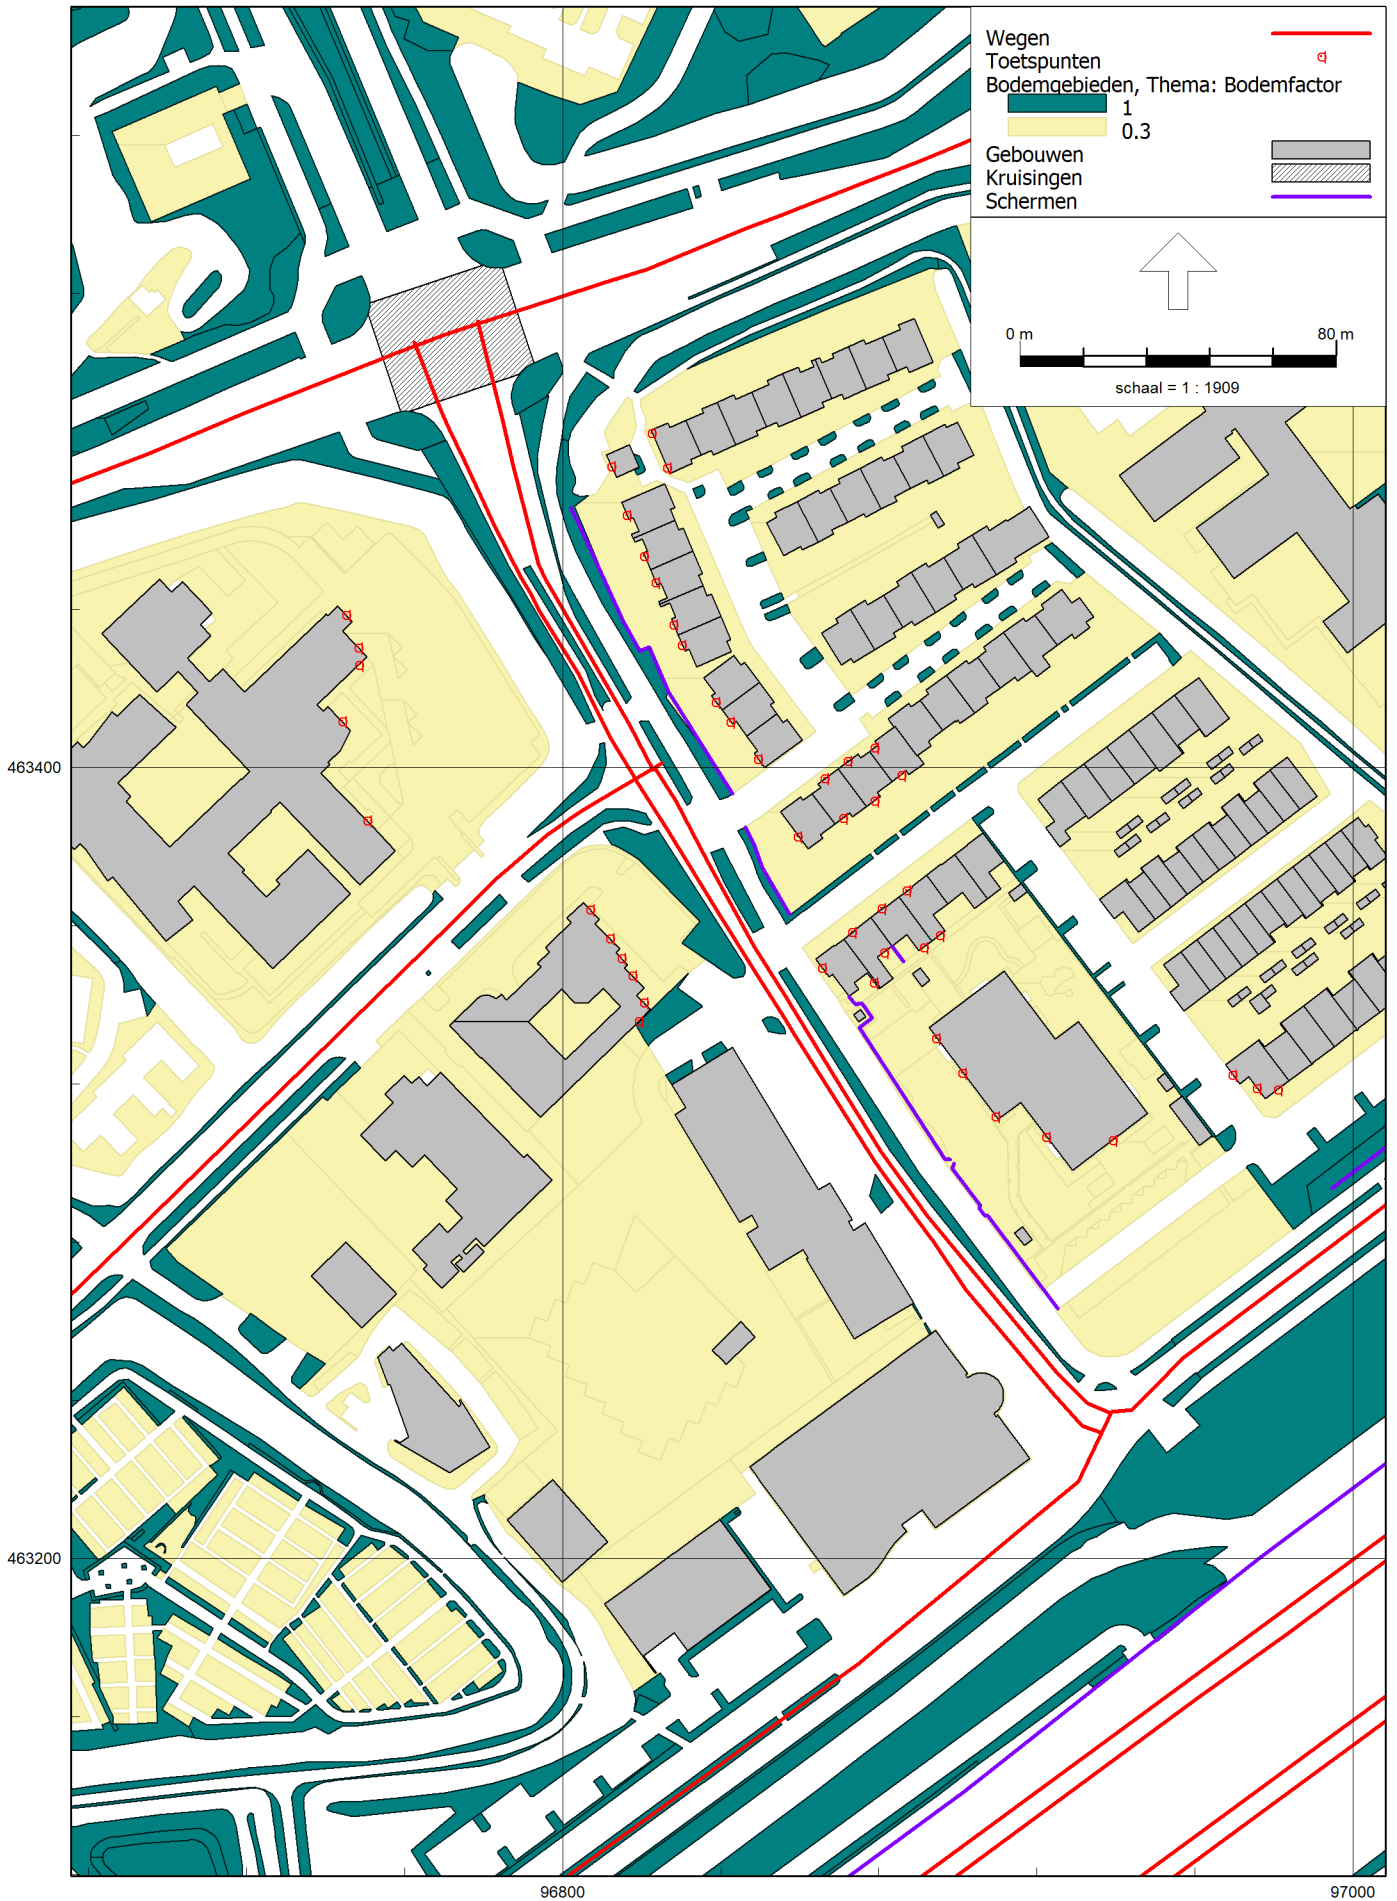 Wegen
Toetspunten
Bodemgebieden, Thema: Bodemfactor
1
0.3
Gebouwen
Kruisingen
Schermen
0 m 80 m
schaal = 1 : 1909
463400
463200
96800 97000